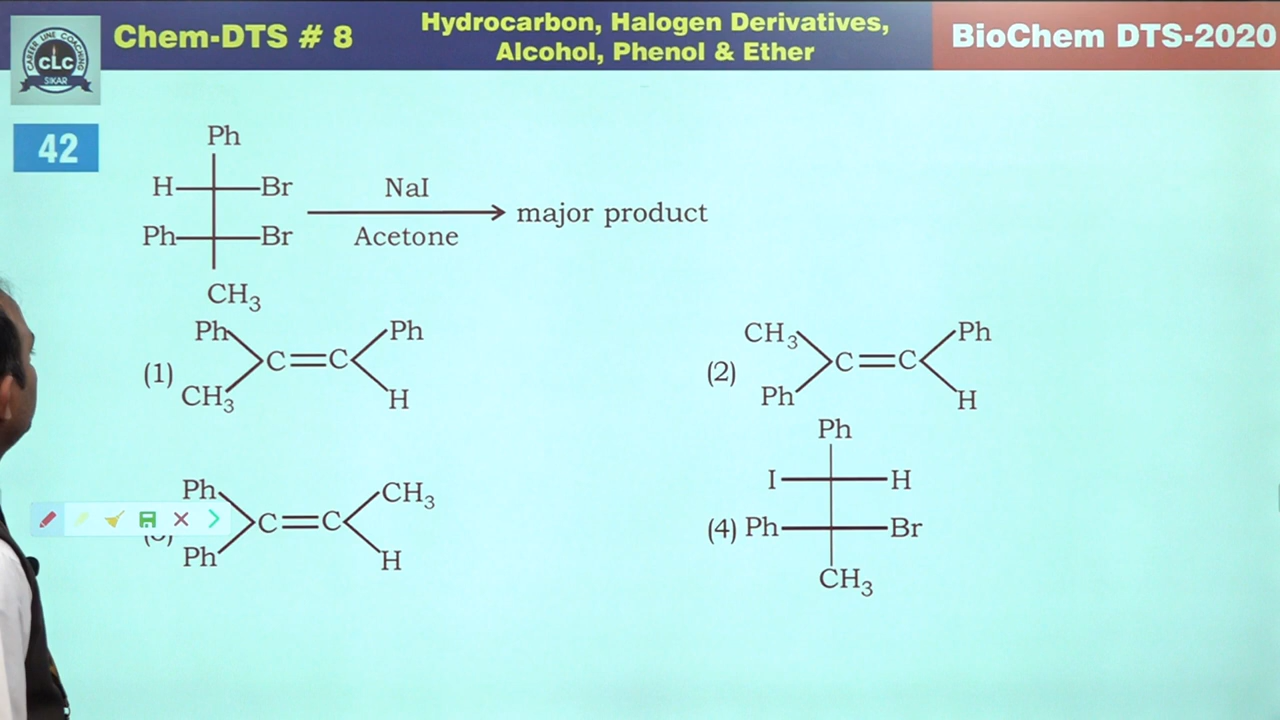 CAREER LINE COACHING
CLC
SIKAR
Chem-DTS # 8
Hydrocarbon, Halogen Derivatives,
Alcohol, Phenol & Ether
BioChem DTS-2020
42
Ph
H Br
Ph Br
CH3
NaI
Acetone
major product
(1) Ph CH3 C=C Ph H
(2) CH3 Ph C=C Ph H
Ph Ph C=C CH3 H
(4) Ph
I H
Ph Br
CH3